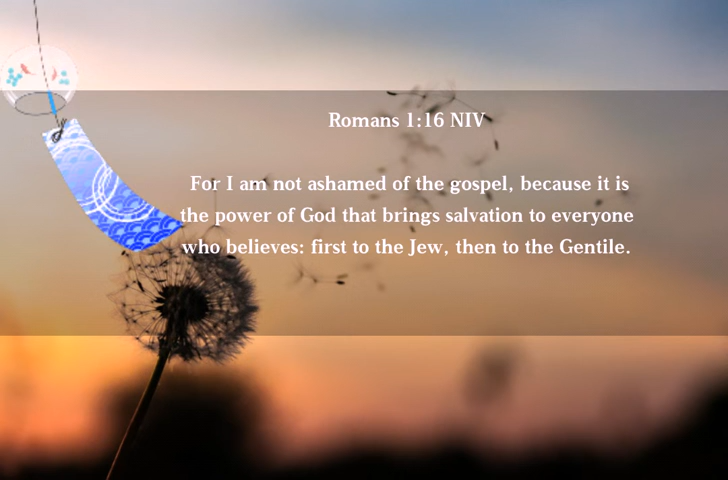 Romans 1:16 NIV
For I am not ashamed of the gospel, because it is
the power of God that brings salvation to everyone
who believes: first to the Jew, then to the Gentile.